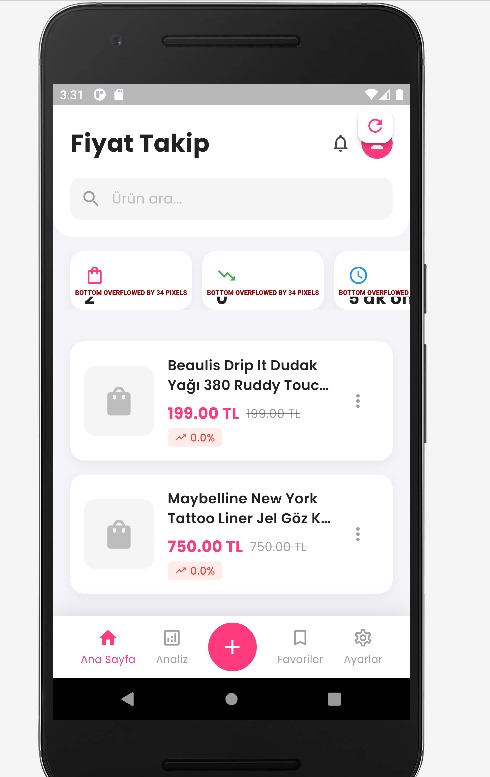 3:31
Fiyat Takip
Ürün ara...
BOTTOM OVERFLOWED BY 34 PIXELS
2
BOTTOM OVERFLOWED BY 34 PIXELS
0
BOTTOM OVERFLOWED
5 dk ön
Beaulis Drip It Dudak
Yağı 380 Ruddy Touc...
199.00 TL 199.00 TL
0.0%
Maybelline New York
Tattoo Liner Jel Göz K...
750.00 TL 750.00 TL
0.0%
Ana Sayfa Analiz + Favoriler Ayarlar